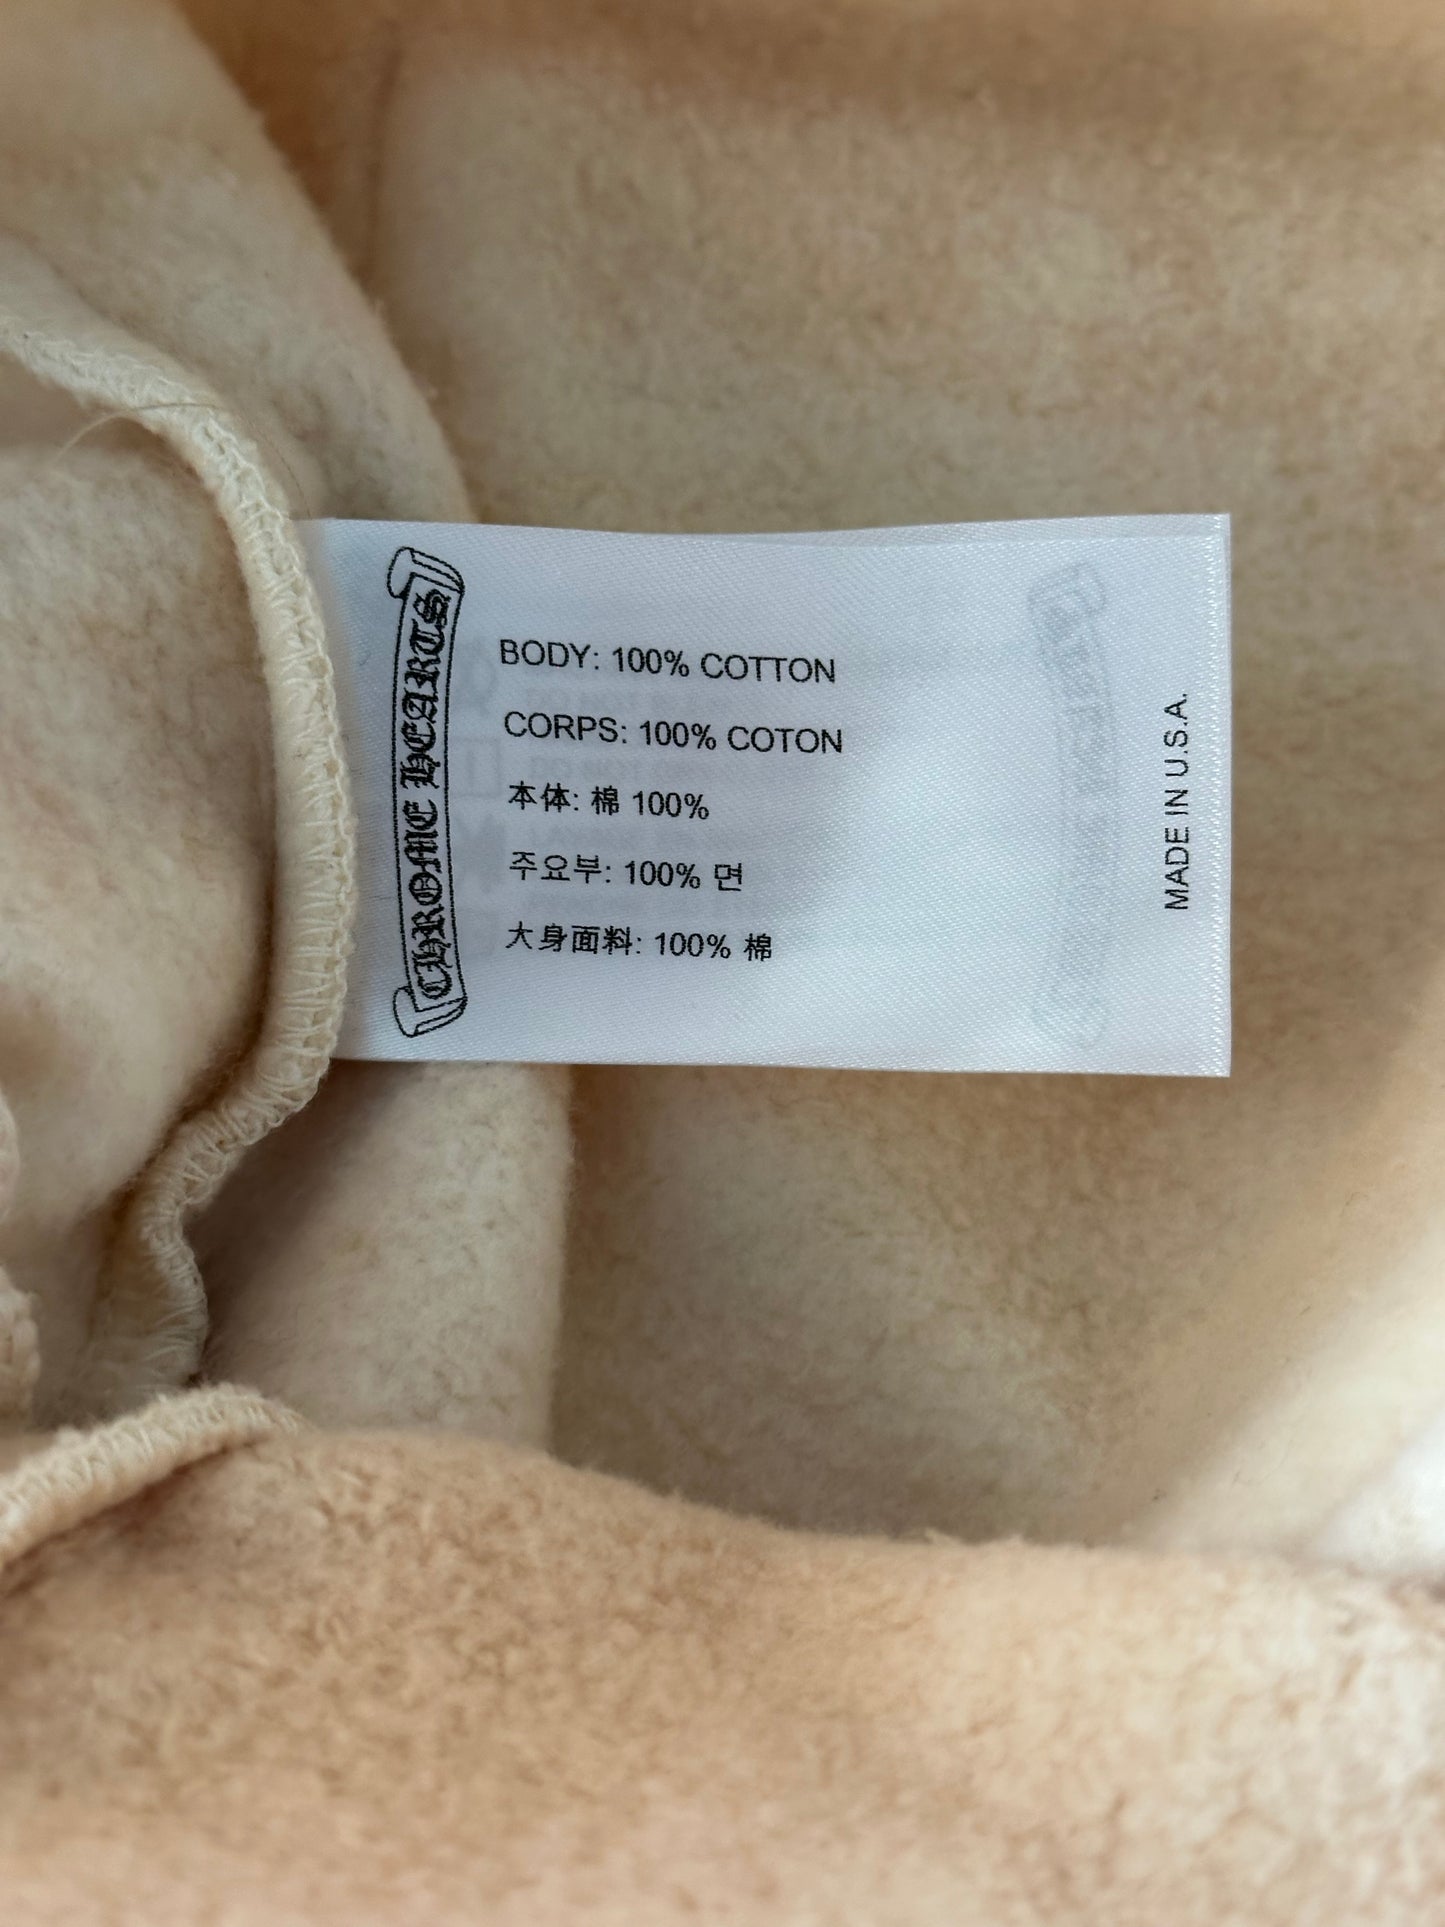 CHROME HEARTS
BODY: 100% COTTON
CORPS: 100% COTON
本体: 棉 100%
주요부: 100% 면
大身面料: 100% 棉
MADE IN U.S.A.